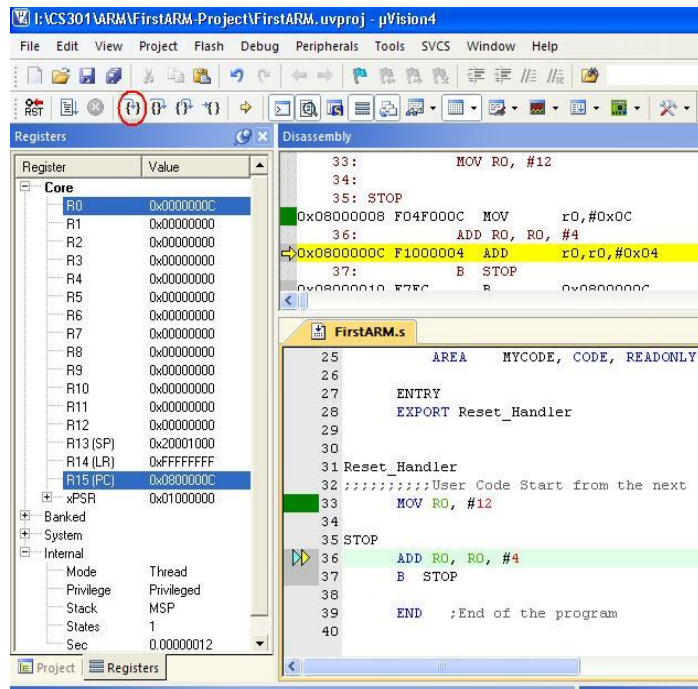 I:\CS301\ARM\FirstARM-Project\FirstARM.uvproj - µVision4
File Edit View Project Flash Debug Peripherals Tools SVCS Window Help
RST
Registers
Register Value
Core
R0 0x0000000C
R1 0x00000000
R2 0x00000000
R3 0x00000000
R4 0x00000000
R5 0x00000000
R6 0x00000000
R7 0x00000000
R8 0x00000000
R9 0x00000000
R10 0x00000000
R11 0x00000000
R12 0x00000000
R13 (SP) 0x20001000
R14 (LR) 0xFFFFFFFF
R15 (PC) 0x0800000C
xPSR 0x01000000
Banked
System
Internal
Mode Thread
Privilege Privileged
Stack MSP
States 1
Sec 0.00000012
Project Registers
Disassembly
33: MOV R0, #12
34:
35: STOP
0x08000008 F04F000C MOV r0,#0x0C
36: ADD R0, R0, #4
0x0800000C F1000004 ADD r0,r0,#0x04
37: B STOP
0x08000010 E7FC B 0x0800000C
FirstARM.s
25 AREA MYCODE, CODE, READONLY
26
27 ENTRY
28 EXPORT Reset_Handler
29
30
31 Reset_Handler
32 ;;;;;;;;;;User Code Start from the next
33 MOV R0, #12
34
35 STOP
36 ADD R0, R0, #4
37 B STOP
38
39 END ;End of the program
40